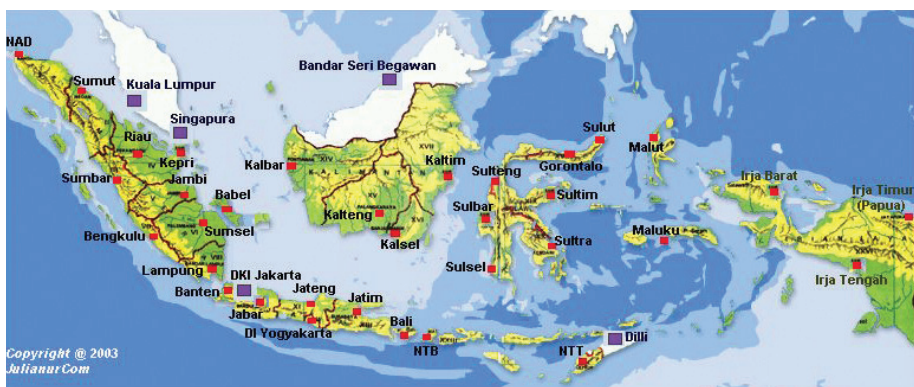 NAD
Sumut
Kuala Lumpur
Bandar Seri Begawan
Singapura
Riau
Kepri
Kalbar
Kaltim
Sulut
Malut
Gorontalo
Sulteng
Sumbar
Jambi
Babel
Irja Barat
Irja Timur
(Papua)
Sultim
Sulbar
Kalteng
Sumsel
Bengkulu
Kalsel
Sultra
Maluku
Lampung
Sulsel
Irja Tengah
DKI Jakarta
Banten
Jabar
Jateng
Jatim
DI Yogyakarta
Bali
NTB
NTT
Dilli
Copyright @ 2003
JulianurCom